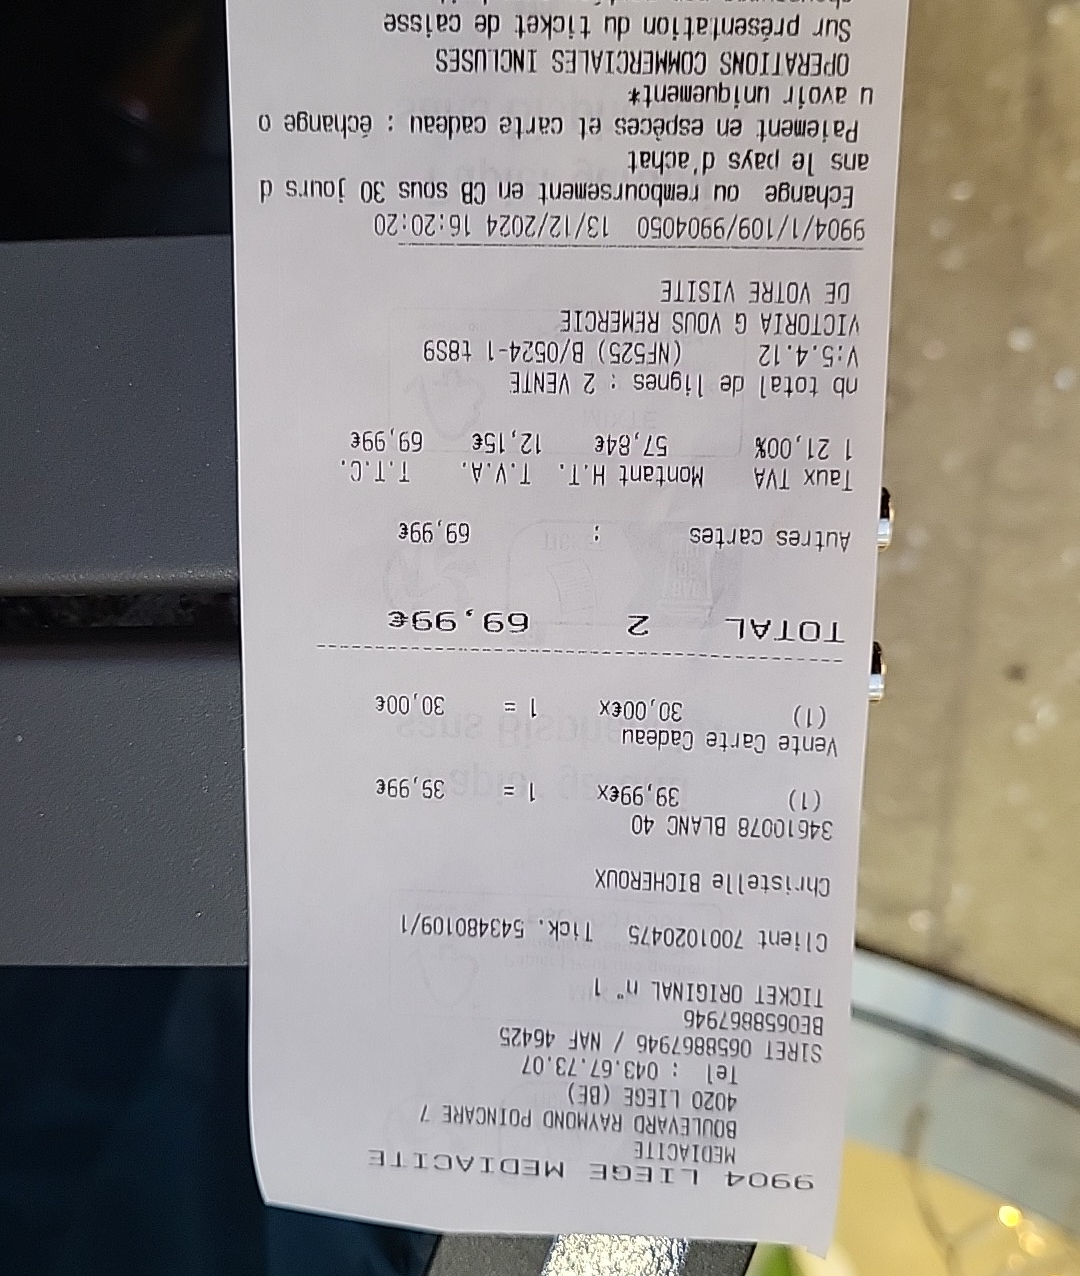 9904 LIEGE MEDIACITE
MEDIACITE
BOULEVARD RAYMOND POINCARE 7
4020 LIEGE (BE)
Tel : 043.67.73.07
SIRET 0658867946 / NAF 46425
BE0658867946
TICKET ORIGINAL n° 1
Client 7001020475 Tick. 543480109/1
Christelle BICHEROUX
34610078 BLANC 40
(1) 39,99€x 1 = 39,99€
Vente Carte Cadeau
(1) 30,00€x 1 = 30,00€
TOTAL 2 69,99€
Autres cartes : 69,99€
Taux TVA Montant H.T. T.V.A. T.T.C.
1 21,00% 57,84€ 12,15€ 69,99€
nb total de lignes : 2 VENTE
V:5.4.12 (NF525) B/0524-1 t8S9
VICTORIA G VOUS REMERCIE
DE VOTRE VISITE
9904/1/109/9904050 13/12/2024 16:20:20
Echange ou remboursement en CB sous 30 jours d
ans le pays d'achat
Paiement en espèces et carte cadeau : échange o
u avoir uniquement*
OPERATIONS COMMERCIALES INCLUSES
Sur présentation du ticket de caisse